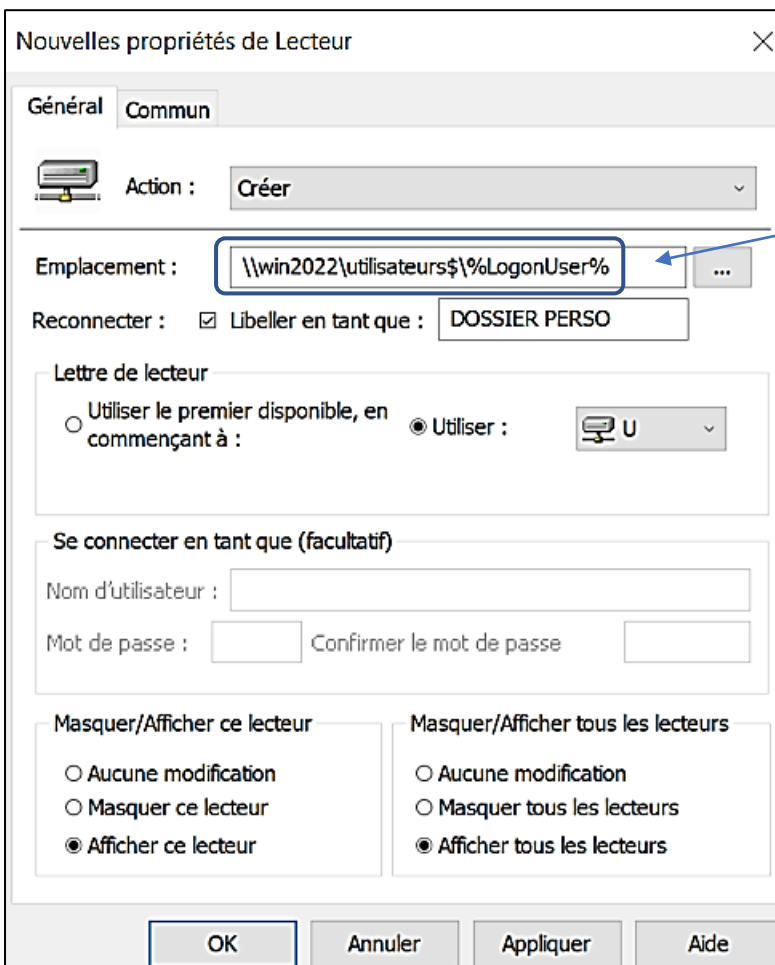 Nouvelles propriétés de Lecteur
Général Commun
Action : Créer
Emplacement : \\win2022\utilisateurs$\%LogonUser% ...
Reconnecter : Libeller en tant que : DOSSIER PERSO
Lettre de lecteur
Utiliser le premier disponible, en
commençant à :
Utiliser : U
Se connecter en tant que (facultatif)
Nom d'utilisateur :
Mot de passe : Confirmer le mot de passe
Masquer/Afficher ce lecteur
Aucune modification
Masquer ce lecteur
Afficher ce lecteur
Masquer/Afficher tous les lecteurs
Aucune modification
Masquer tous les lecteurs
Afficher tous les lecteurs
OK Annuler Appliquer Aide